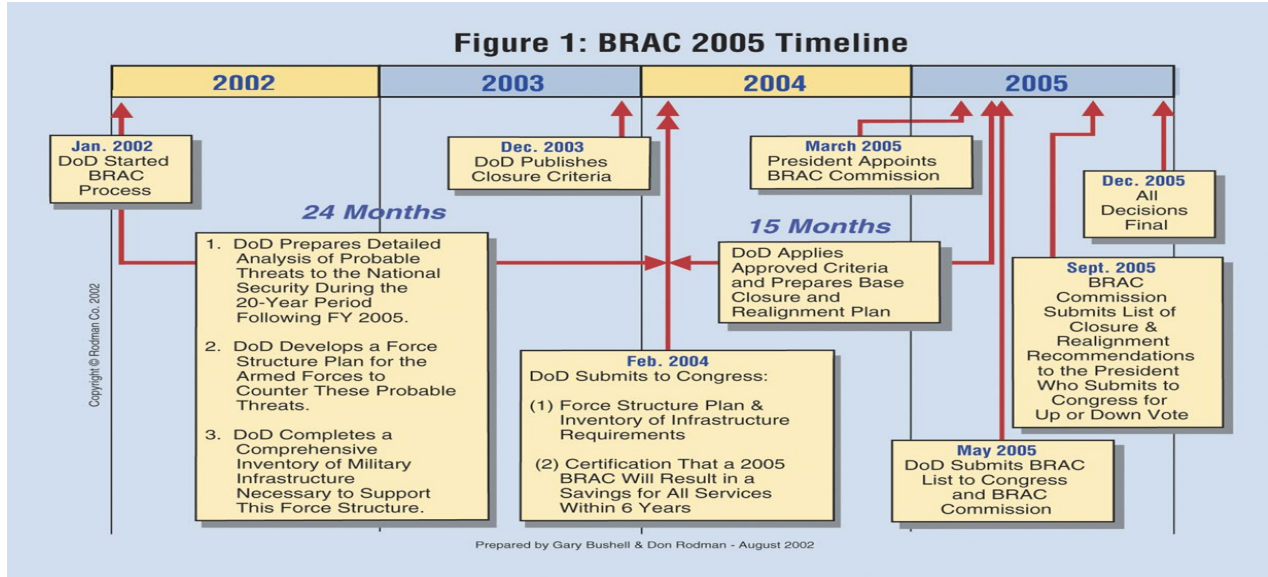 Figure 1: BRAC 2005 Timeline
2002
2003
2004
2005
Jan. 2002
DoD Started
BRAC
Process
Dec. 2003
DoD Publishes
Closure Criteria
March 2005
President Appoints
BRAC Commission
Dec. 2005
All
Decisions
Final
24 Months
1. DoD Prepares Detailed
Analysis of Probable
Threats to the National
Security During the
20-Year Period
Following FY 2005.
2. DoD Develops a Force
Structure Plan for the
Armed Forces to
Counter These Probable
Threats.
3. DoD Completes a
Comprehensive
Inventory of Military
Infrastructure
Necessary to Support
This Force Structure.
15 Months
DoD Applies
Approved Criteria
and Prepares Base
Closure and
Realignment Plan
Feb. 2004
DoD Submits to Congress:
(1) Force Structure Plan &
Inventory of Infrastructure
Requirements
(2) Certification That a 2005
BRAC Will Result in a
Savings for All Services
Within 6 Years
Sept. 2005
BRAC
Commission
Submits List of
Closure &
Realignment
Recommendations
to the President
Who Submits to
Congress for
Up or Down Vote
May 2005
DoD Submits BRAC
List to Congress
and BRAC
Commission
Copyright © Rodman Co. 2002
Prepared by Gary Bushell & Don Rodman - August 2002